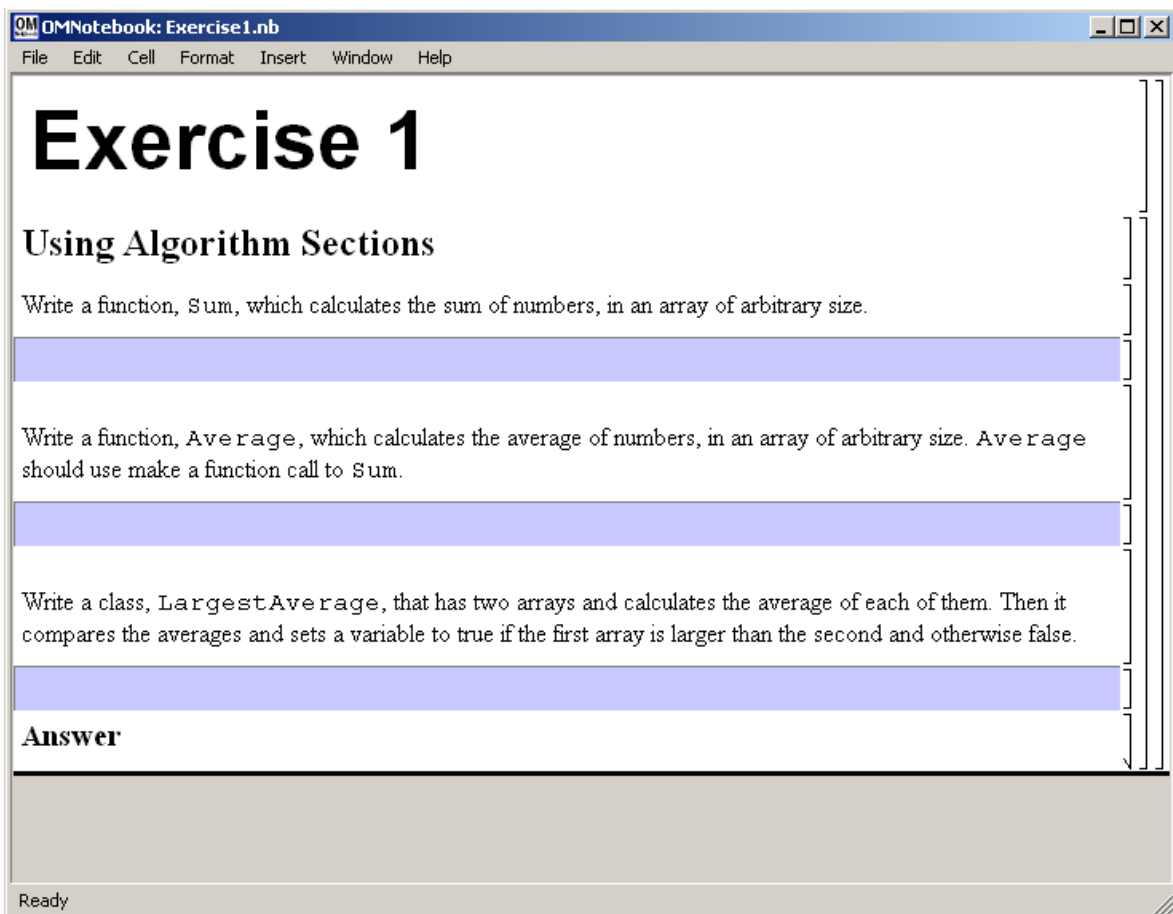 OMNotebook: Exercise1.nb
File Edit Cell Format Insert Window Help
Exercise 1
Using Algorithm Sections
Write a function, Sum, which calculates the sum of numbers, in an array of arbitrary size.
Write a function, Average, which calculates the average of numbers, in an array of arbitrary size. Average
should use make a function call to Sum.
Write a class, LargestAverage, that has two arrays and calculates the average of each of them. Then it
compares the averages and sets a variable to true if the first array is larger than the second and otherwise false.
Answer
Ready